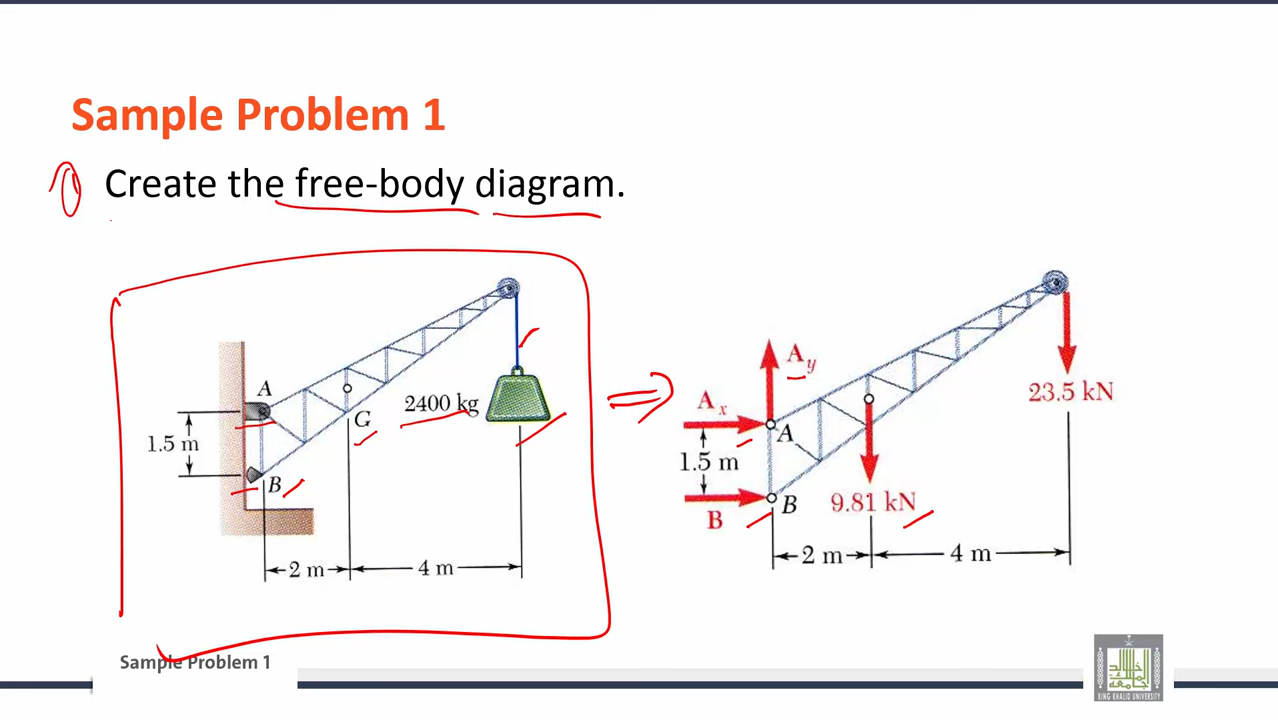 Sample Problem 1
① Create the free-body diagram.
A
1.5 m
B
G
2400 kg
2 m
4 m
A_y
A_x
A
1.5 m
B
B
9.81 kN
23.5 kN
2 m
4 m
Sample Problem 1
KING KHALID UNIVERSITY